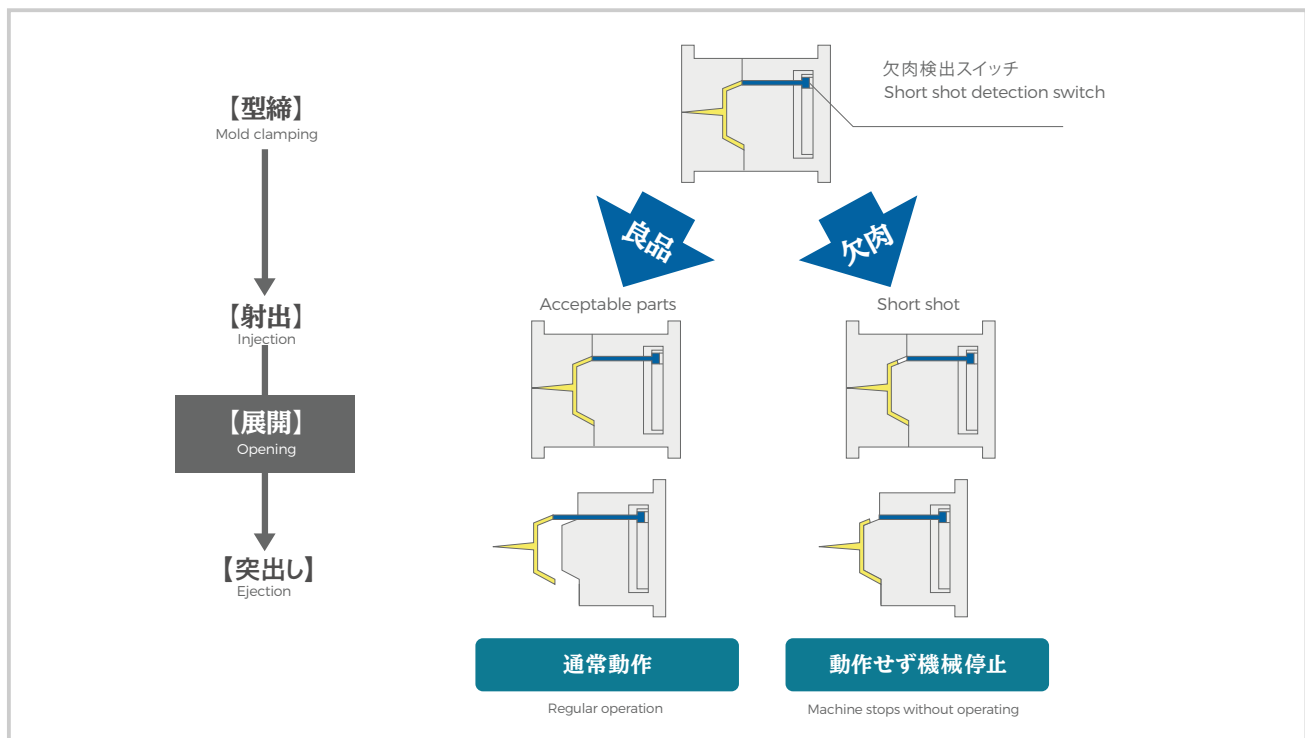 欠肉検出スイッチ
Short shot detection switch
【型締】
Mold clamping
良品
欠肉
【射出】
Injection
Acceptable parts
Short shot
【展開】
Opening
【突出し】
Ejection
通常動作
動作せず機械停止
Regular operation
Machine stops without operating